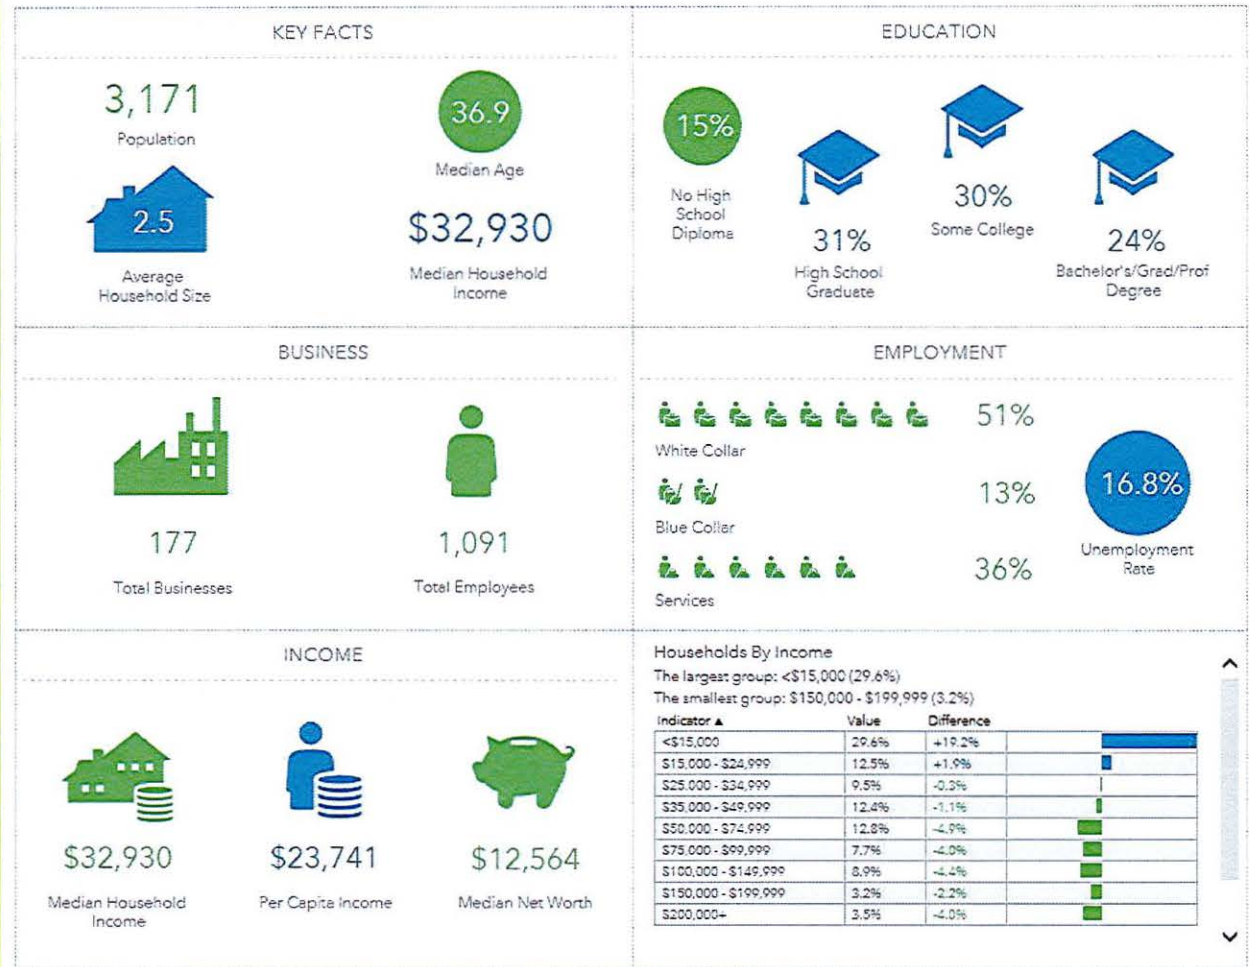 KEY FACTS
3,171
Population
36.9
Median Age
2.5
Average
Household Size
$32,930
Median Household
Income
EDUCATION
15%
No High
School
Diploma
31%
High School
Graduate
30%
Some College
24%
Bachelor's/Grad/Prof
Degree
BUSINESS
177
Total Businesses
1,091
Total Employees
EMPLOYMENT
51%
White Collar
13%
Blue Collar
36%
Services
16.8%
Unemployment
Rate
INCOME
$32,930
Median Household
Income
$23,741
Per Capita Income
$12,564
Median Net Worth
Households By Income
The largest group: <$15,000 (29.6%)
The smallest group: $150,000 - $199,999 (3.2%)
Indicator ▲ Value Difference
<$15,000 29.6% +19.2%
$15,000 - $24,999 12.5% +1.9%
$25,000 - $34,999 9.5% -0.3%
$35,000 - $49,999 12.4% -1.1%
$50,000 - $74,999 12.8% -4.9%
$75,000 - $99,999 7.7% -4.0%
$100,000 - $149,999 8.9% -4.4%
$150,000 - $199,999 3.2% -2.2%
$200,000+ 3.5% -4.0%